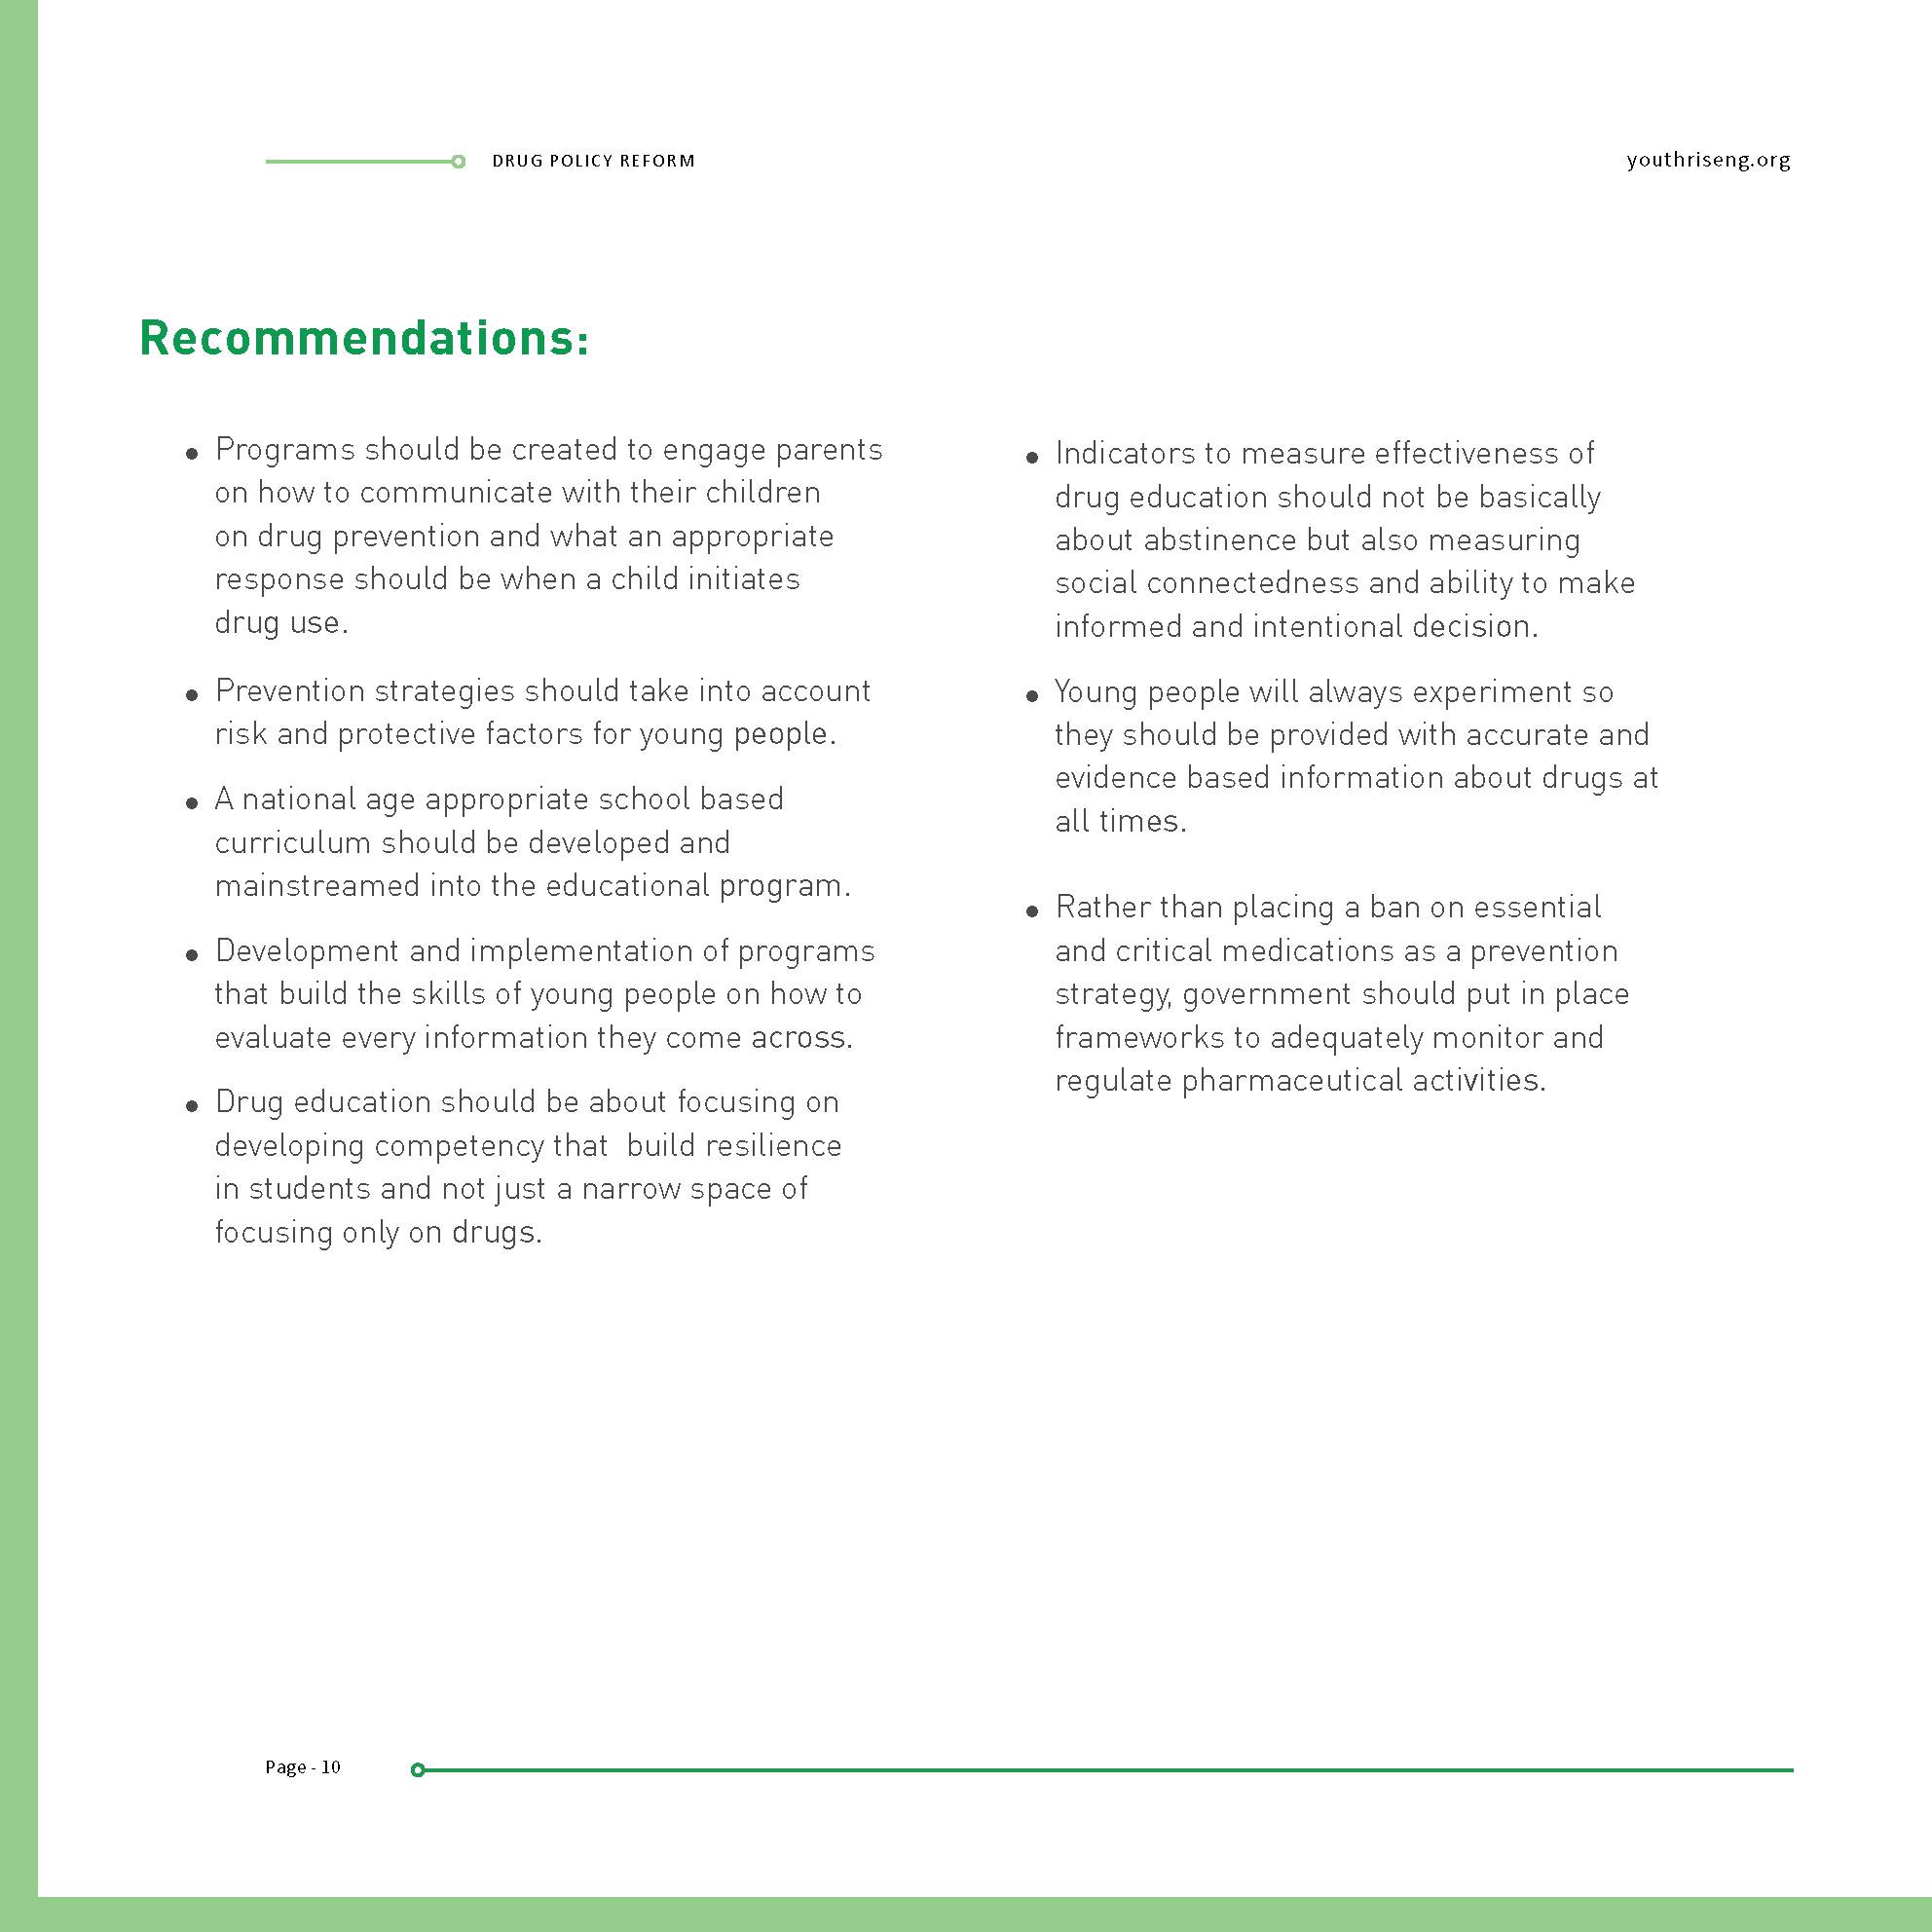 DRUG POLICY REFORM
youthriseng.org
Recommendations:
• Programs should be created to engage parents
on how to communicate with their children
on drug prevention and what an appropriate
response should be when a child initiates
drug use.
• Prevention strategies should take into account
risk and protective factors for young people.
• A national age appropriate school based
curriculum should be developed and
mainstreamed into the educational program.
• Development and implementation of programs
that build the skills of young people on how to
evaluate every information they come across.
• Drug education should be about focusing on
developing competency that  build resilience
in students and not just a narrow space of
focusing only on drugs.
• Indicators to measure effectiveness of
drug education should not be basically
about abstinence but also measuring
social connectedness and ability to make
informed and intentional decision.
• Young people will always experiment so
they should be provided with accurate and
evidence based information about drugs at
all times.
• Rather than placing a ban on essential
and critical medications as a prevention
strategy, government should put in place
frameworks to adequately monitor and
regulate pharmaceutical activities.
Page - 10